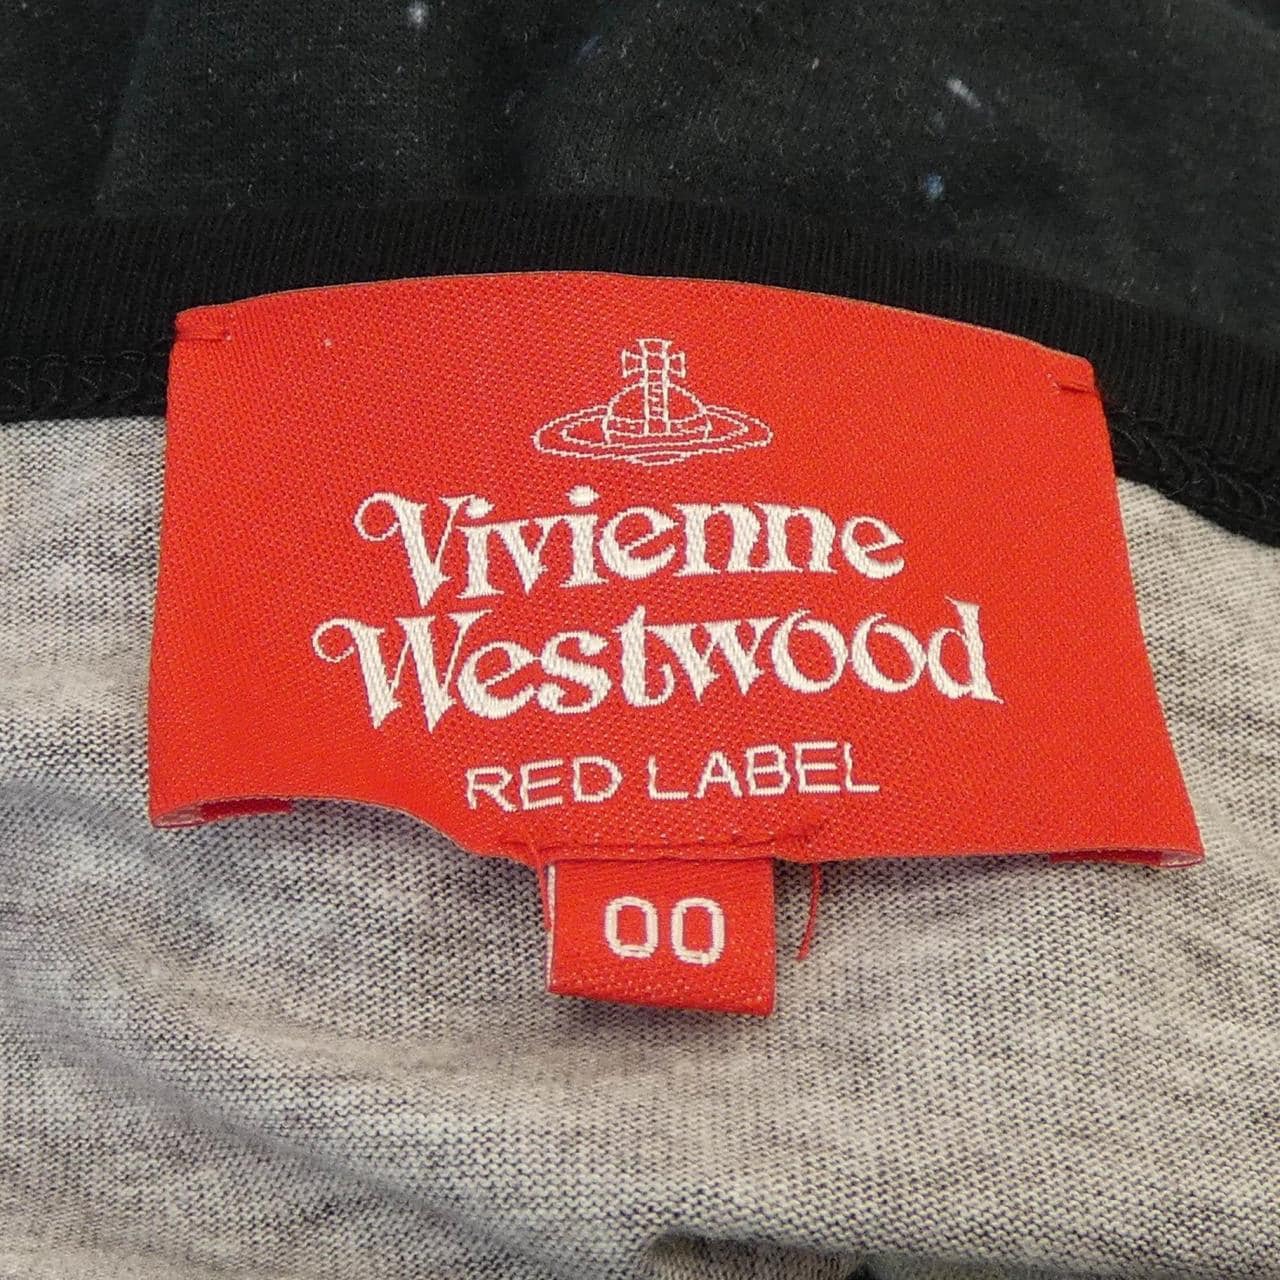 Vivienne
Westwood
RED LABEL
00